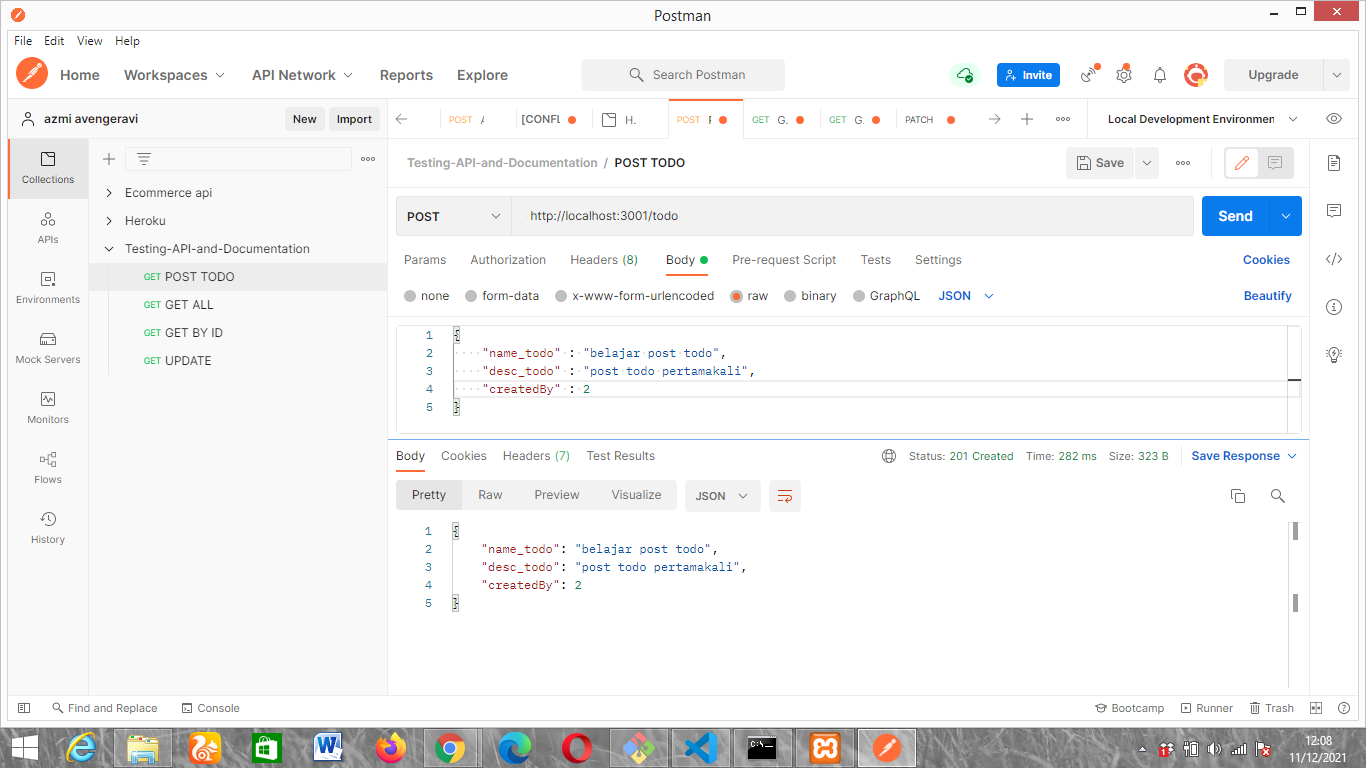 Postman
File Edit View Help
Home Workspaces API Network Reports Explore Search Postman Invite Upgrade
azmi avengeravi New Import
POST [CONFL H. POST G. GET G. GET PATCH
Local Development Environmen
Collections
APIs
Environments
Mock Servers
Monitors
Flows
History
Ecommerce api
Heroku
Testing-API-and-Documentation
GET POST TODO
GET GET ALL
GET GET BY ID
GET UPDATE
Testing-API-and-Documentation / POST TODO Save
POST http://localhost:3001/todo Send
Params Authorization Headers (8) Body Pre-request Script Tests Settings Cookies
none form-data x-www-form-urlencoded raw binary GraphQL JSON Beautify
1 {
2 "name_todo" : "belajar post todo",
3 "desc_todo" : "post todo pertamakali",
4 "createdBy" : 2
5 }
Body Cookies Headers (7) Test Results Status: 201 Created Time: 282 ms Size: 323 B Save Response
Pretty Raw Preview Visualize JSON
1 {
2 "name_todo": "belajar post todo",
3 "desc_todo": "post todo pertamakali",
4 "createdBy": 2
5 }
Find and Replace Console Bootcamp Runner Trash
12:08
11/12/2021